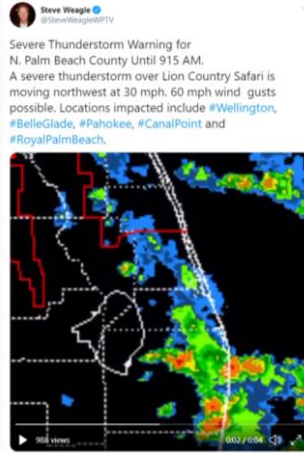 Steve Weagle
@SteveWeagleWPTV
Severe Thunderstorm Warning for
N. Palm Beach County Until 915 AM.
A severe thunderstorm over Lion Country Safari is
moving northwest at 30 mph. 60 mph wind gusts
possible. Locations impacted include #Wellington,
#BelleGlade, #Pahokee, #CanalPoint and
#RoyalPalmBeach.
988 views
0:02 / 0:04